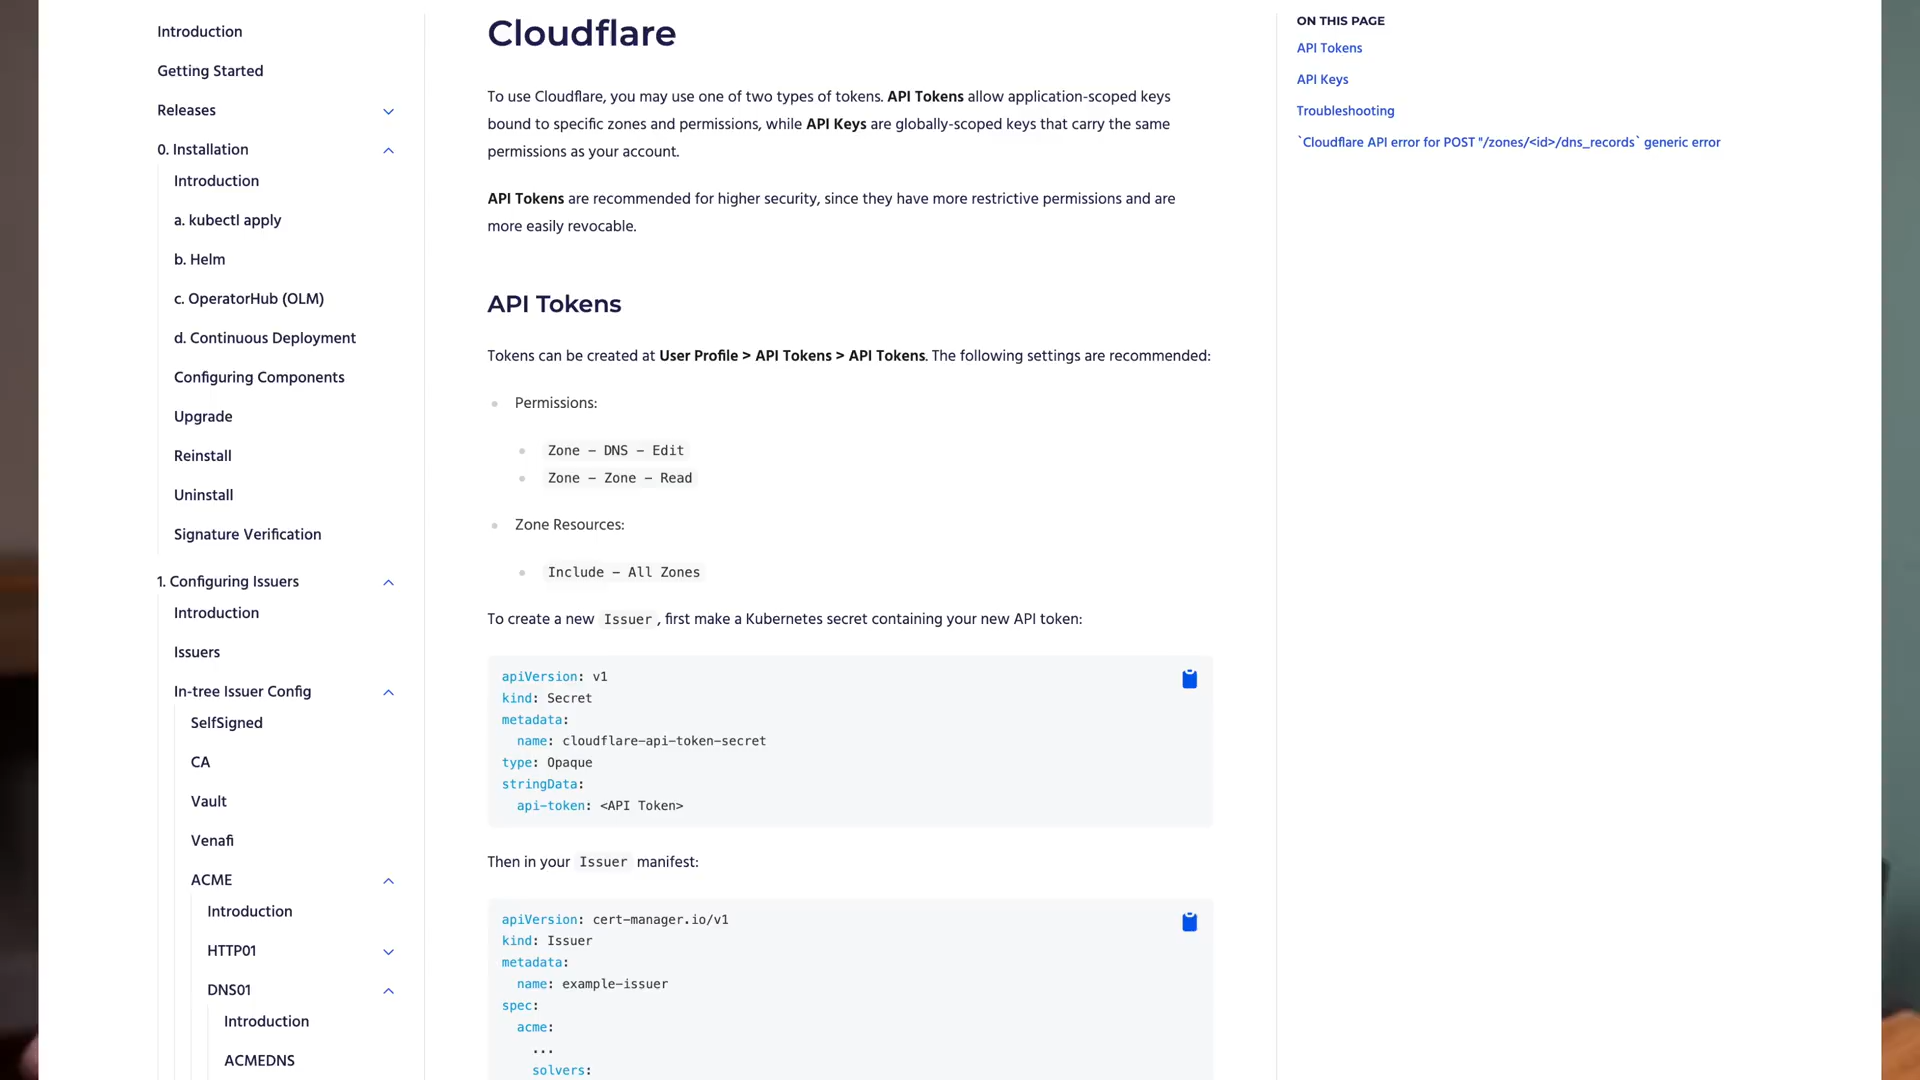 Introduction
Getting Started
Releases
0. Installation
Introduction
a. kubectl apply
b. Helm
c. OperatorHub (OLM)
d. Continuous Deployment
Configuring Components
Upgrade
Reinstall
Uninstall
Signature Verification
1. Configuring Issuers
Introduction
Issuers
In-tree Issuer Config
SelfSigned
CA
Vault
Venafi
ACME
Introduction
HTTP01
DNS01
Introduction
ACMEDNS
Cloudflare
To use Cloudflare, you may use one of two types of tokens. API Tokens allow application-scoped keys
bound to specific zones and permissions, while API Keys are globally-scoped keys that carry the same
permissions as your account.
API Tokens are recommended for higher security, since they have more restrictive permissions and are
more easily revocable.
API Tokens
Tokens can be created at User Profile > API Tokens > API Tokens. The following settings are recommended:
Permissions:
Zone - DNS - Edit
Zone - Zone - Read
Zone Resources:
Include - All Zones
To create a new Issuer, first make a Kubernetes secret containing your new API token:
apiVersion: v1
kind: Secret
metadata:
  name: cloudflare-api-token-secret
type: Opaque
stringData:
  api-token: <API Token>
Then in your Issuer manifest:
apiVersion: cert-manager.io/v1
kind: Issuer
metadata:
  name: example-issuer
spec:
  acme:
    ...
    solvers:
ON THIS PAGE
API Tokens
API Keys
Troubleshooting
`Cloudflare API error for POST "/zones/<id>/dns_records` generic error